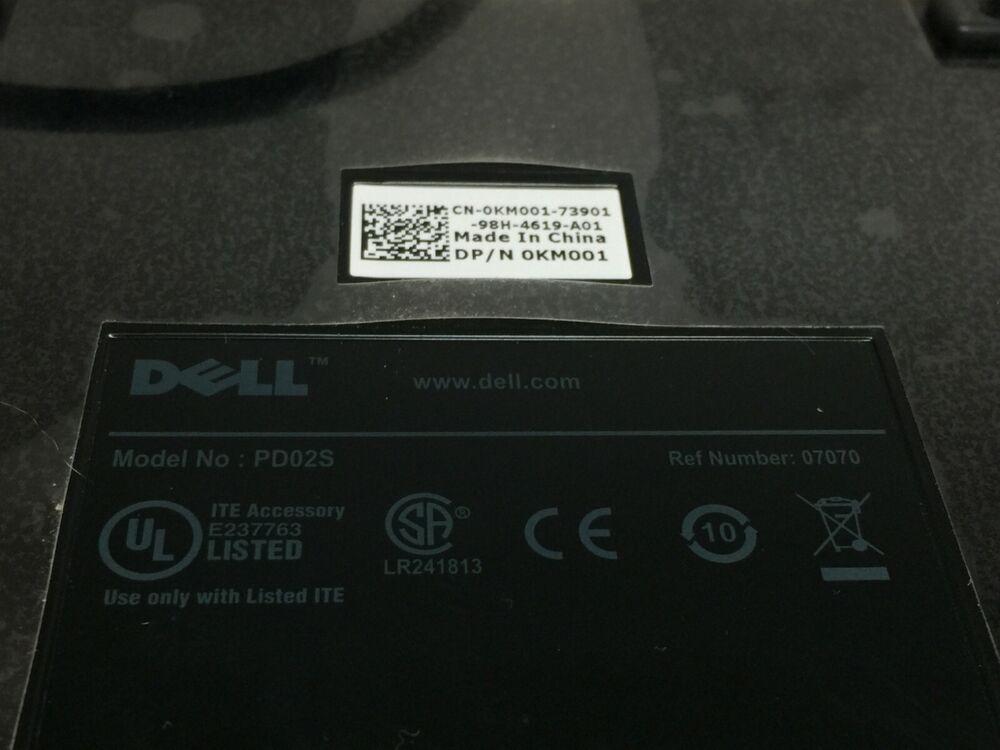 CN-0KM001-73901
-98H-4619-A01
Made In China
DP/N 0KM001
DELL™
www.dell.com
Model No : PD02S
Ref Number: 07070
UL
ITE Accessory
E237763
LISTED
Use only with Listed ITE
SA®
LR241813
CE
10